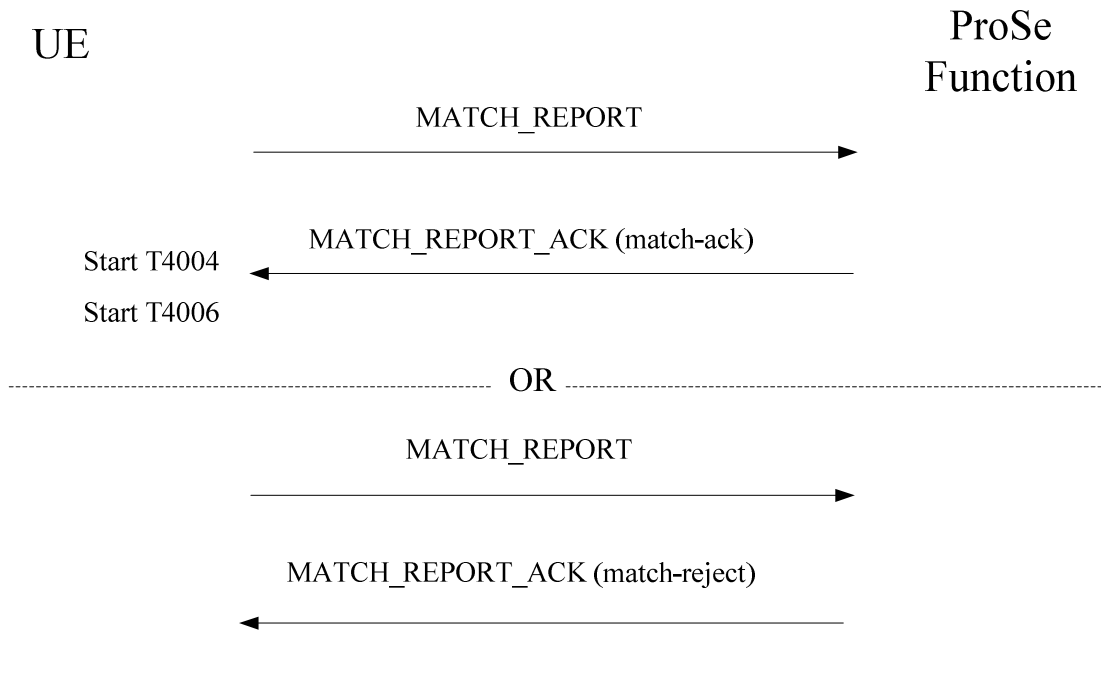 UE
ProSe
Function
MATCH_REPORT
MATCH_REPORT_ACK (match-ack)
Start T4004
Start T4006
OR
MATCH_REPORT
MATCH_REPORT_ACK (match-reject)